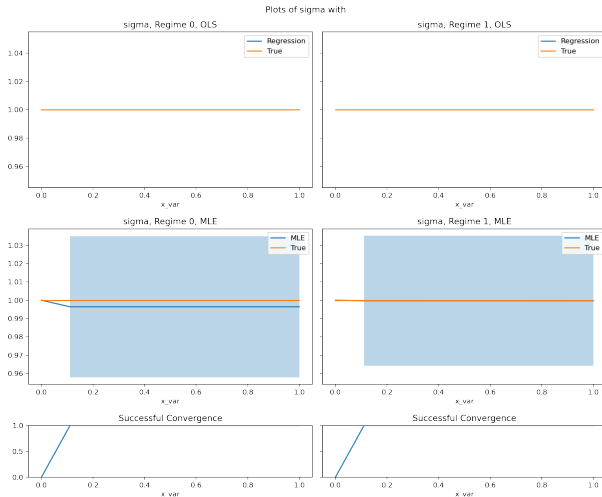 Plots of sigma with
sigma, Regime 0, OLS
sigma, Regime 1, OLS
1.04
1.02
1.00
0.98
0.96
Regression
True
Regression
True
0.0 0.2 0.4 0.6 0.8 1.0
0.0 0.2 0.4 0.6 0.8 1.0
x_var
x_var
sigma, Regime 0, MLE
sigma, Regime 1, MLE
1.03
1.02
1.01
1.00
0.99
0.98
0.97
0.96
MLE
True
MLE
True
0.0 0.2 0.4 0.6 0.8 1.0
0.0 0.2 0.4 0.6 0.8 1.0
x_var
x_var
Successful Convergence
Successful Convergence
1.0
0.5
0.0
0.0 0.2 0.4 0.6 0.8 1.0
0.0 0.2 0.4 0.6 0.8 1.0
x_var
x_var